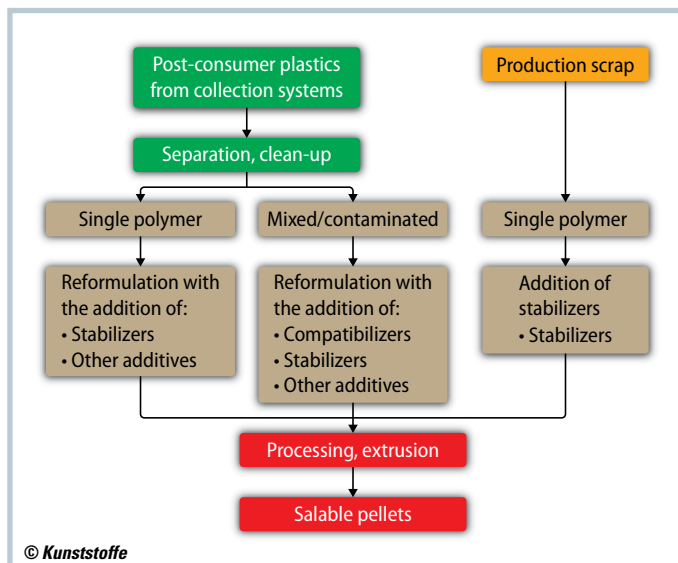 Post-consumer plastics
from collection systems
Production scrap
Separation, clean-up
Single polymer
Mixed/contaminated
Single polymer
Reformulation with
the addition of:
• Stabilizers
• Other additives
Reformulation with
the addition of:
• Compatibilizers
• Stabilizers
• Other additives
Addition of
stabilizers
• Stabilizers
Processing, extrusion
Salable pellets
© Kunststoffe